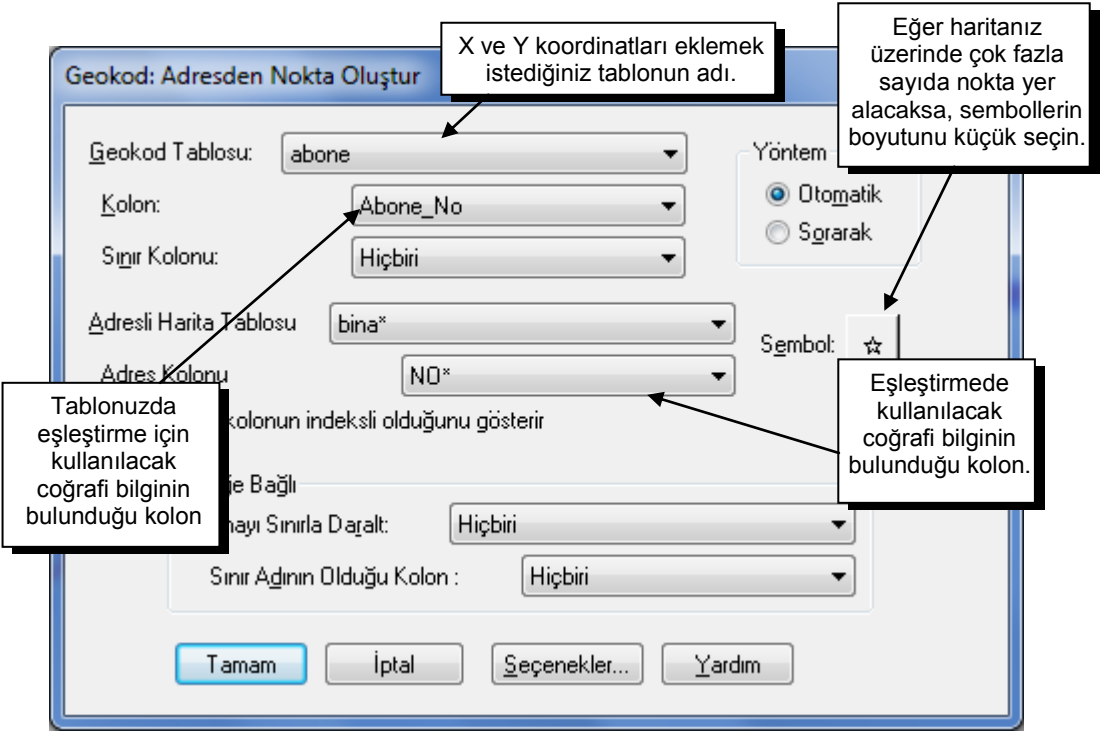 X ve Y koordinatları eklemek
istediğiniz tablonun adı.
Eğer haritanız
üzerinde çok fazla
sayıda nokta yer
alacaksa, sembollerin
boyutunu küçük seçin.
Geokod: Adresden Nokta Oluştur
Geokod Tablosu: abone
Yöntem
Kolon: Abone_No
Otomatik
Sorarak
Sınır Kolonu: Hiçbiri
Adresli Harita Tablosu bina*
Sembol:
Adres Kolonu NO*
Tablonuzda
eşleştirme için
kullanılacak
coğrafi bilginin
bulunduğu kolon
Eşleştirmede
kullanılacak
coğrafi bilginin
bulunduğu kolon.
kolonun indeksli olduğunu gösterir
Bağlı
Sınırla Daralt: Hiçbiri
Sınır Adının Olduğu Kolon : Hiçbiri
Tamam İptal Seçenekler... Yardım